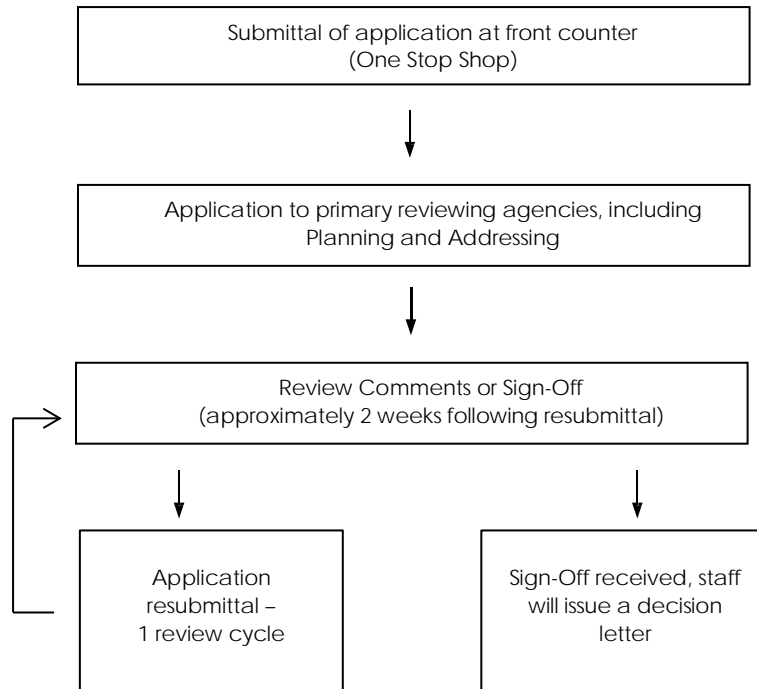 Submittal of application at front counter
(One Stop Shop)
Application to primary reviewing agencies, including
Planning and Addressing
Review Comments or Sign-Off
(approximately 2 weeks following resubmittal)
Application
resubmittal –
1 review cycle
Sign-Off received, staff
will issue a decision
letter